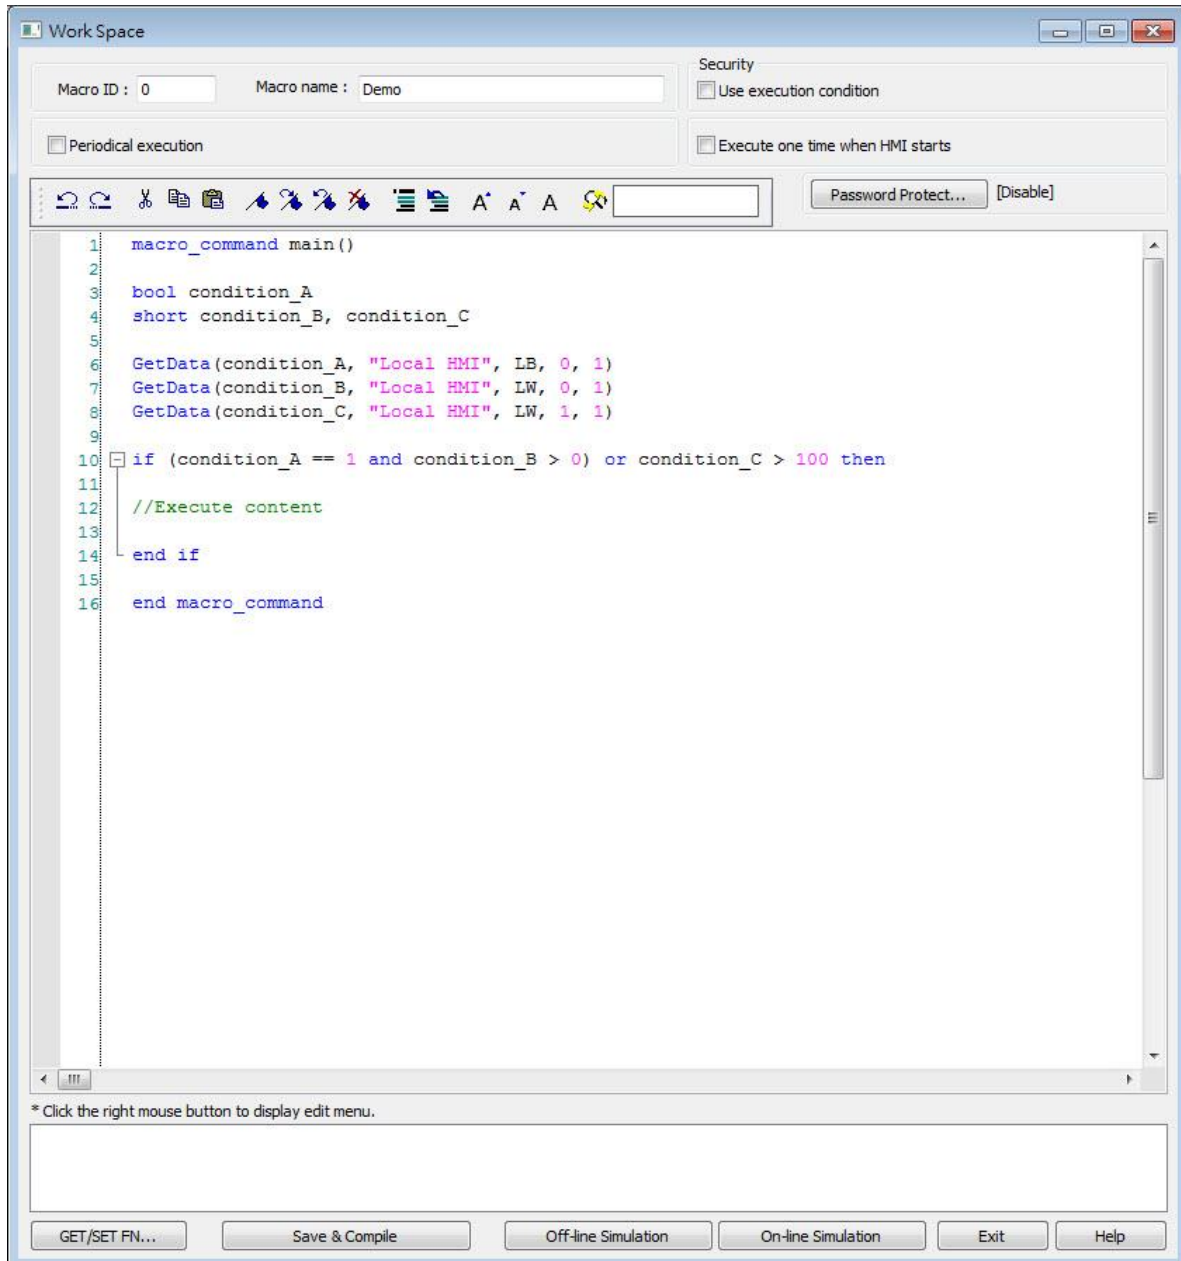 Work Space
Macro ID : 0 Macro name : Demo
Security
Use execution condition
Periodical execution
Execute one time when HMI starts
A A A
Password Protect... [Disable]
1 macro_command main()
2
3 bool condition_A
4 short condition_B, condition_C
5
6 GetData(condition_A, "Local HMI", LB, 0, 1)
7 GetData(condition_B, "Local HMI", LW, 0, 1)
8 GetData(condition_C, "Local HMI", LW, 1, 1)
9
10 if (condition_A == 1 and condition_B > 0) or condition_C > 100 then
11
12 //Execute content
13
14 end if
15
16 end macro_command
* Click the right mouse button to display edit menu.
GET/SET FN... Save & Compile Off-line Simulation On-line Simulation Exit Help